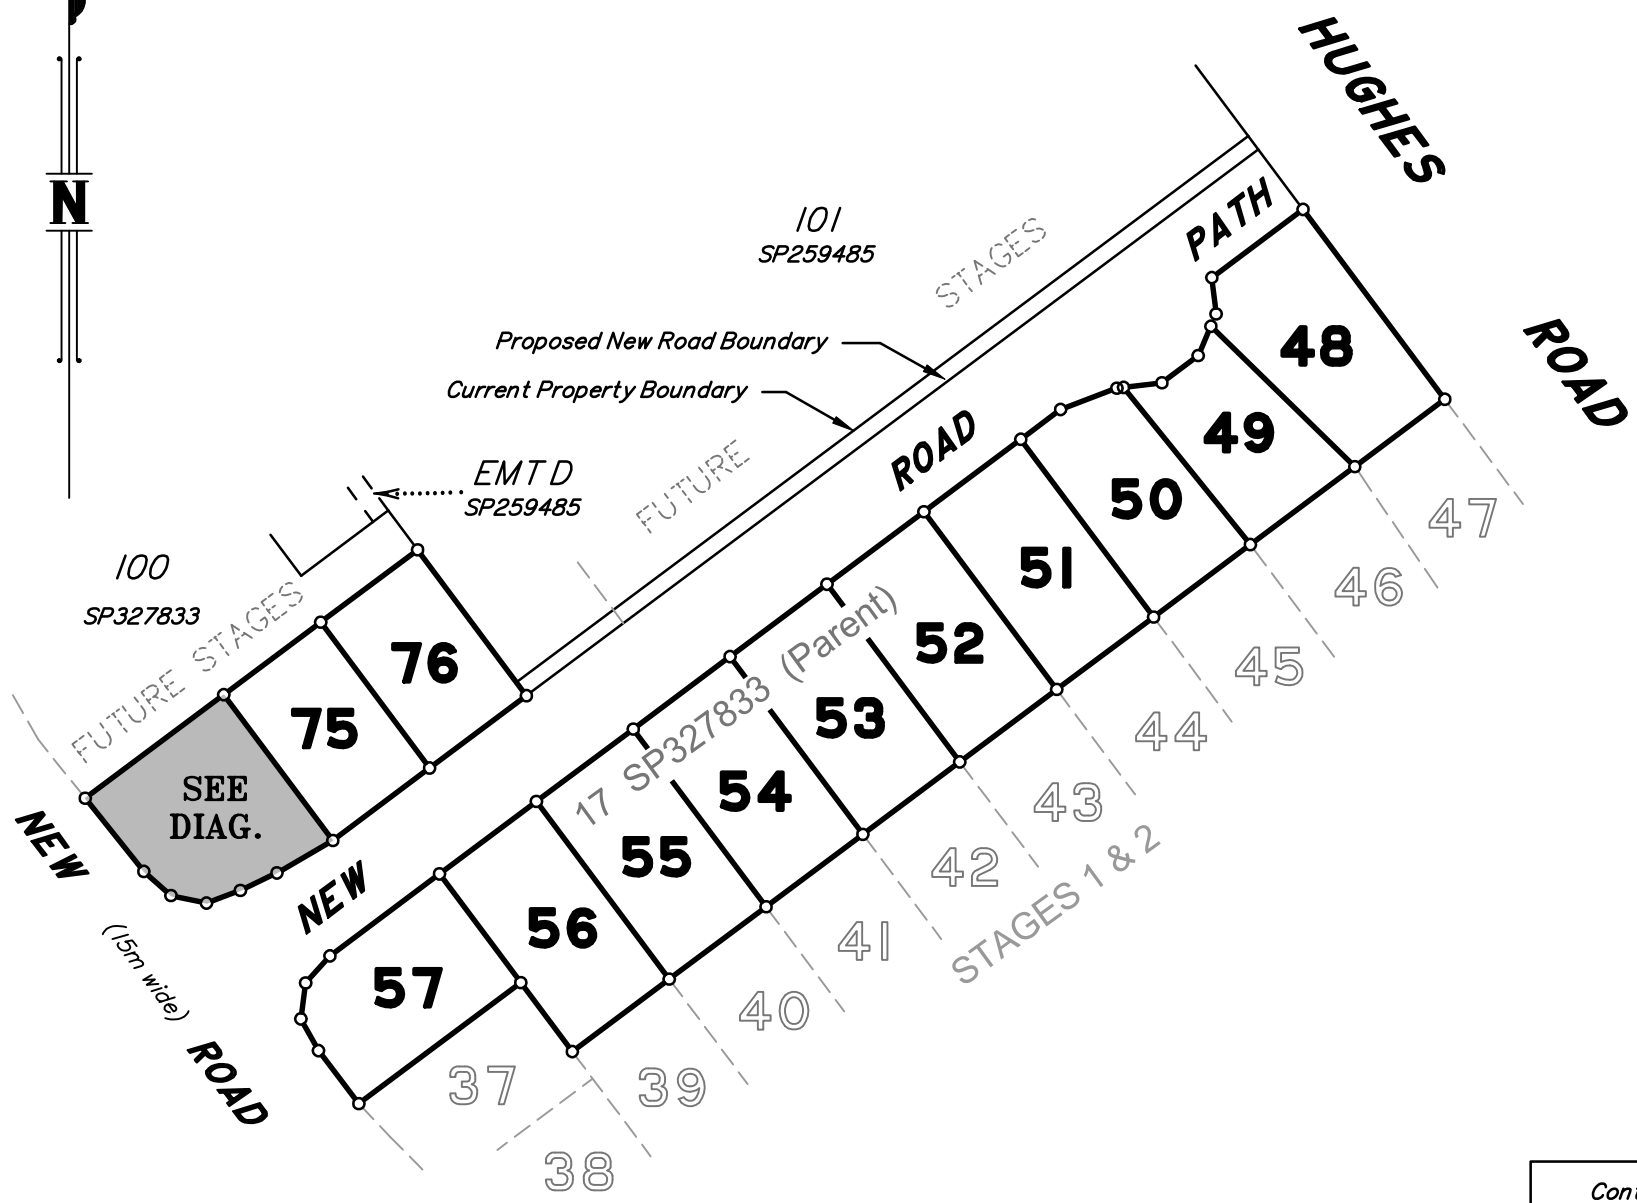 HUGHES
ROAD
N
101
SP259485
STAGES
PATH
Proposed New Road Boundary
Current Property Boundary
48
49
ROAD
FUTURE
EMT D
SP259485
50
47
100
SP327833
FUTURE STAGES
51
46
76
52
45
75
17 SP327833 (Parent)
53
44
SEE
DIAG.
54
43
NEW
55
42
STAGES 1 & 2
NEW
56
41
(15m wide)
57
40
ROAD
37
39
38